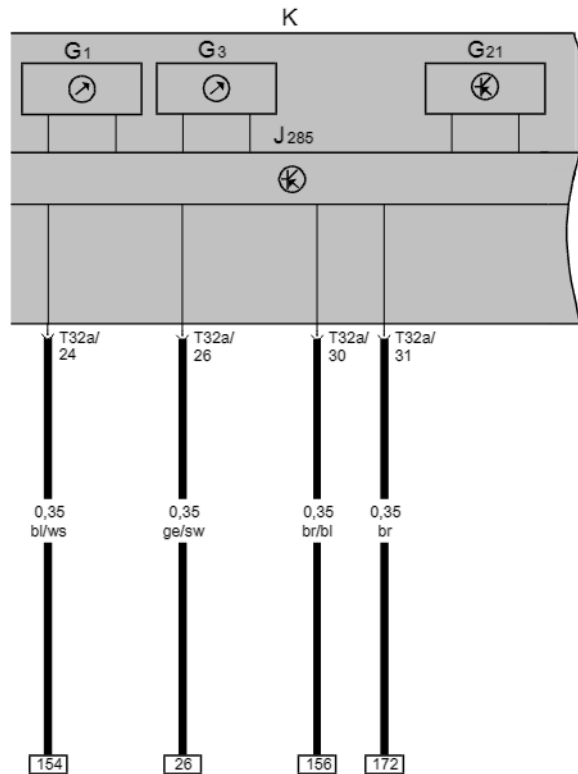 K
G1 G3 G21
J285
T32a/ T32a/ T32a/ T32a/
24 26 30 31
0,35 0,35 0,35 0,35
bl/ws ge/sw br/bl br
154 26 156 172